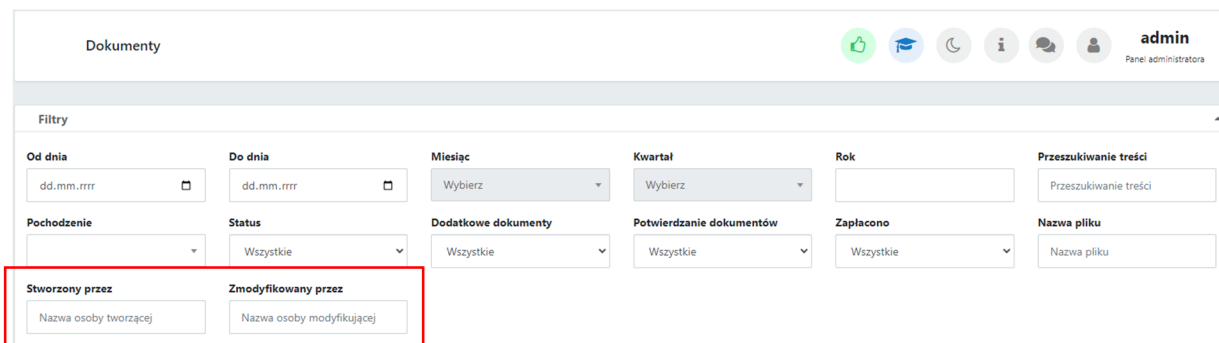 Dokumenty
admin
Panel administratora
Filtry
Od dnia Do dnia Miesiąc Kwartał Rok Przeszukiwanie treści
dd.mm.rrrr dd.mm.rrrr Wybierz Wybierz Przeszukiwanie treści
Pochodzenie Status Dodatkowe dokumenty Potwierdzanie dokumentów Zapłacono Nazwa pliku
Wszystkie Wszystkie Wszystkie Wszystkie Nazwa pliku
Stworzony przez Zmodyfikowany przez
Nazwa osoby tworzącej Nazwa osoby modyfikującej